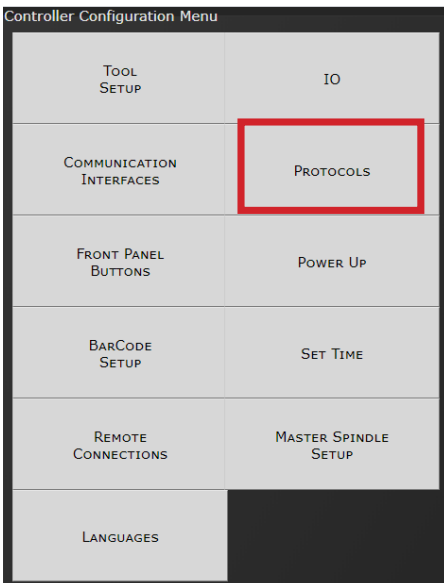 Controller Configuration Menu
Tool
Setup
IO
Communication
Interfaces
Protocols
Front Panel
Buttons
Power Up
BarCode
Setup
Set Time
Remote
Connections
Master Spindle
Setup
Languages